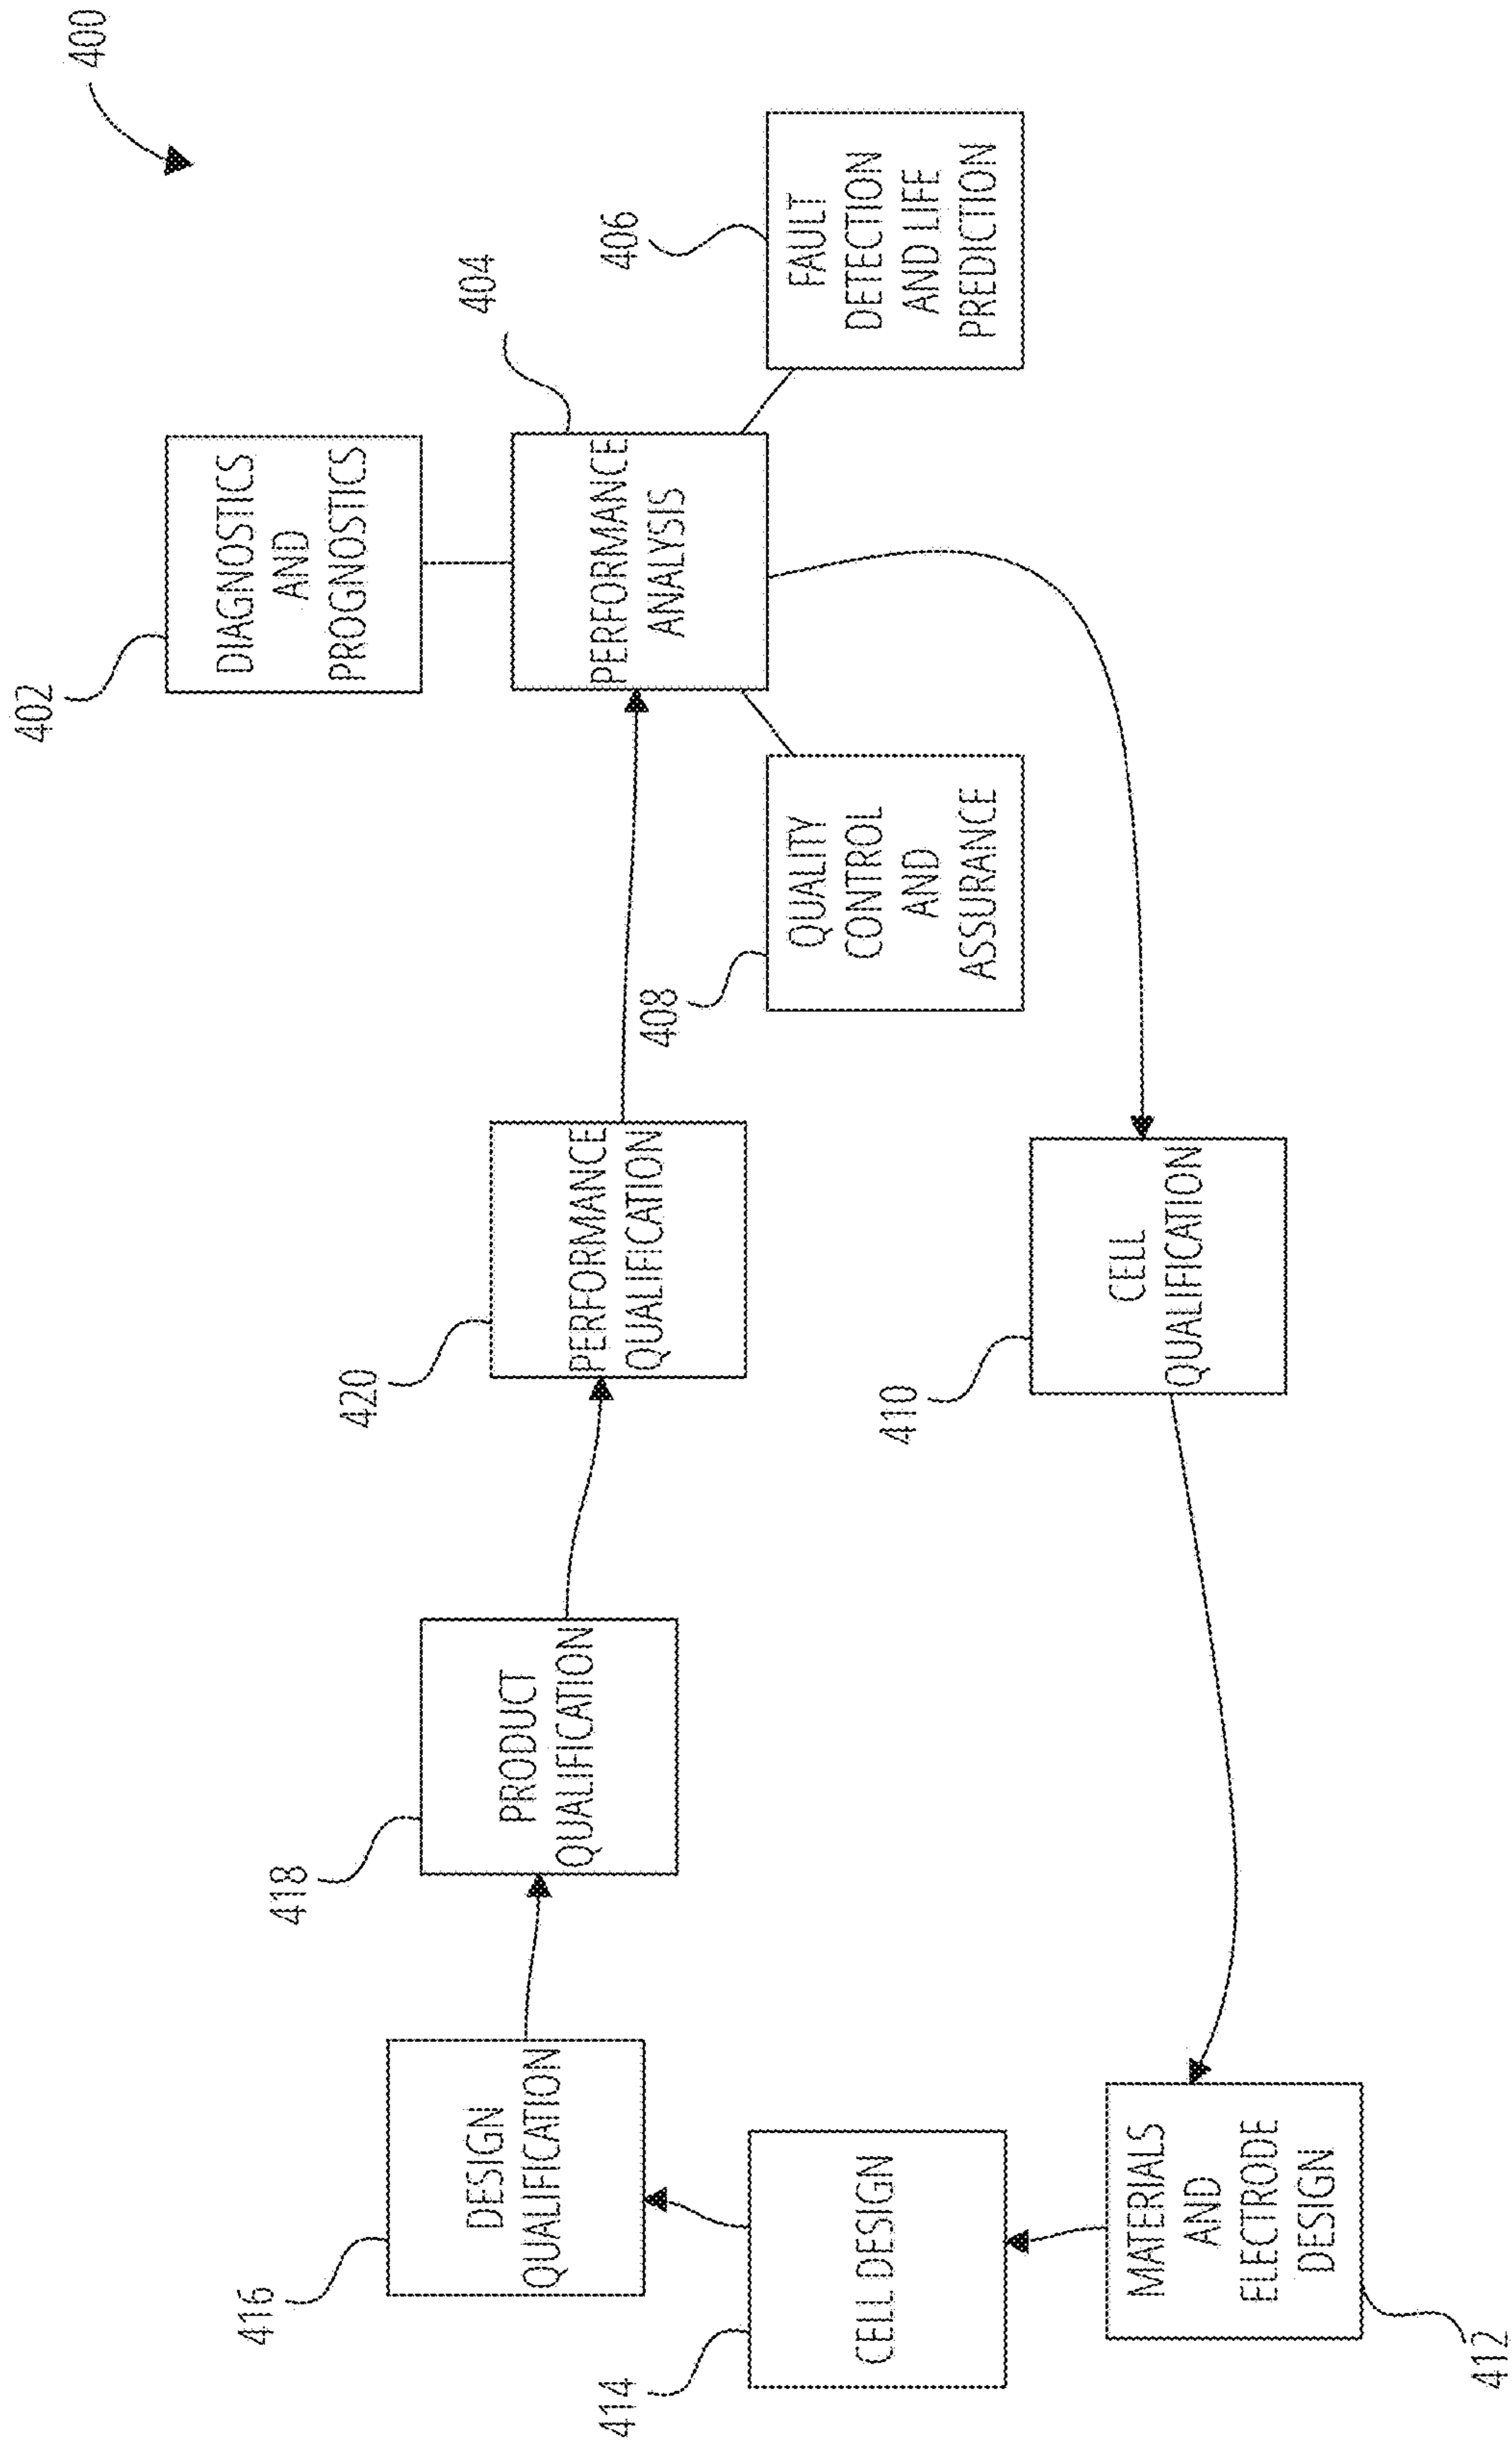 400
402
DIAGNOSTICS
AND
PROGNOSTICS
404
PERFORMANCE
ANALYSIS
406
FAULT
DETECTION
AND LIFE
PREDICTION
408
QUALITY
CONTROL
AND
ASSURANCE
420
PERFORMANCE
QUALIFICATION
418
PRODUCT
QUALIFICATION
416
DESIGN
QUALIFICATION
414
CELL DESIGN
412
MATERIALS
AND
ELECTRODE
DESIGN
410
CELL
QUALIFICATION